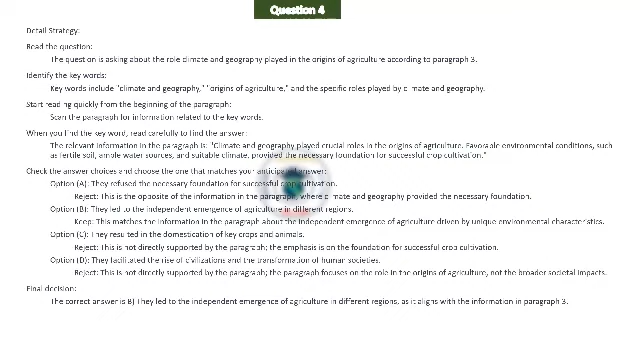 Question 4
Detail Strategy:
Read the question:
The question is asking about the role climate and geography played in the origins of agriculture according to paragraph 3.
Identify the key words:
Key words include "climate and geography," "origins of agriculture," and the specific roles played by climate and geography.
Start reading quickly from the beginning of the paragraph:
Scan the paragraph for information related to the key words.
When you find the key word, read carefully to find the answer:
The relevant information in the paragraph is: "Climate and geography played crucial roles in the origins of agriculture. Favorable environmental conditions, such
as fertile soil, ample water sources, and suitable climate, provided the necessary foundation for successful crop cultivation."
Check the answer choices and choose the one that matches your anticipated answer:
Option (A): They refused the necessary foundation for successful crop cultivation.
Reject: This is the opposite of the information in the paragraph, where climate and geography provided the necessary foundation.
Option (B): They led to the independent emergence of agriculture in different regions.
Keep: This matches the information in the paragraph about the independent emergence of agriculture driven by unique environmental characteristics.
Option (C): They resulted in the domestication of key crops and animals.
Reject: This is not directly supported by the paragraph; the emphasis is on the foundation for successful crop cultivation.
Option (D): They facilitated the rise of civilizations and the transformation of human societies.
Reject: This is not directly supported by the paragraph; the paragraph focuses on the role in the origins of agriculture, not the broader societal impacts.
Final decision:
The correct answer is B) They led to the independent emergence of agriculture in different regions, as it aligns with the information in paragraph 3.